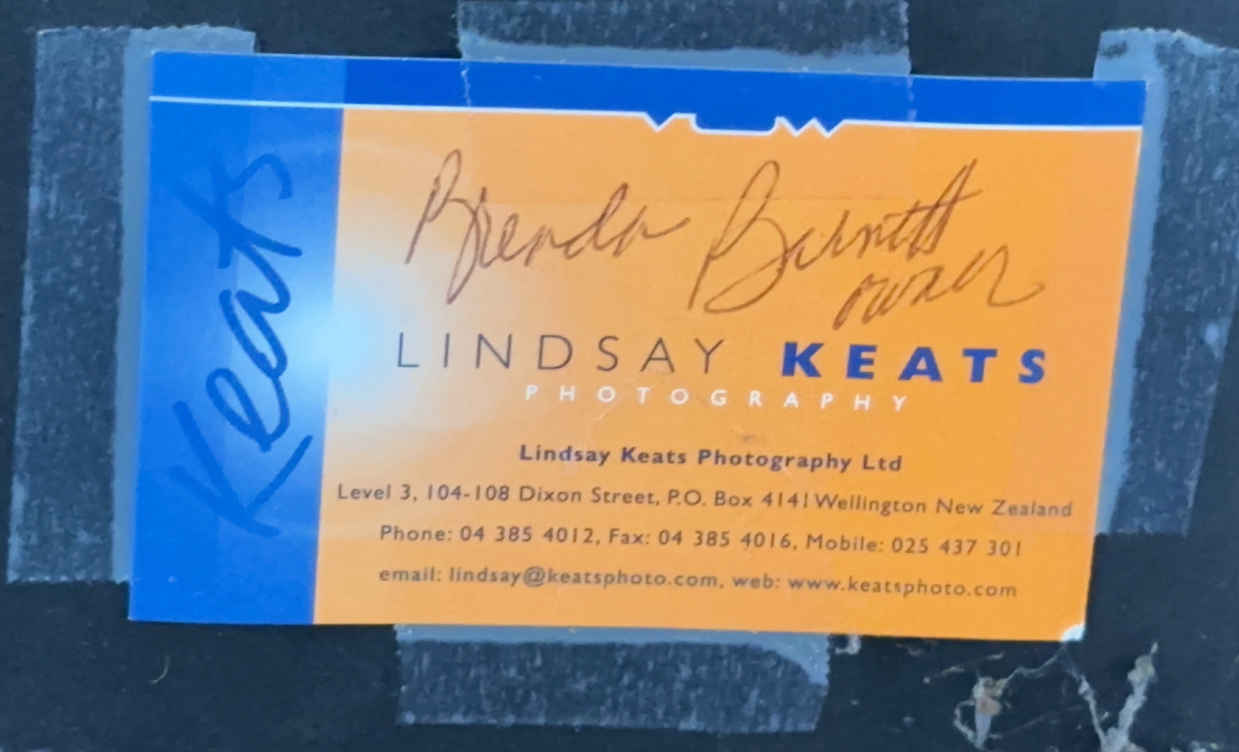 Keats
Brenda Barnett
owner
LINDSAY KEATS
PHOTOGRAPHY
Lindsay Keats Photography Ltd
Level 3, 104-108 Dixon Street, P.O. Box 4141 Wellington New Zealand
Phone: 04 385 4012, Fax: 04 385 4016, Mobile: 025 437 301
email: lindsay@keatsphoto.com, web: www.keatsphoto.com